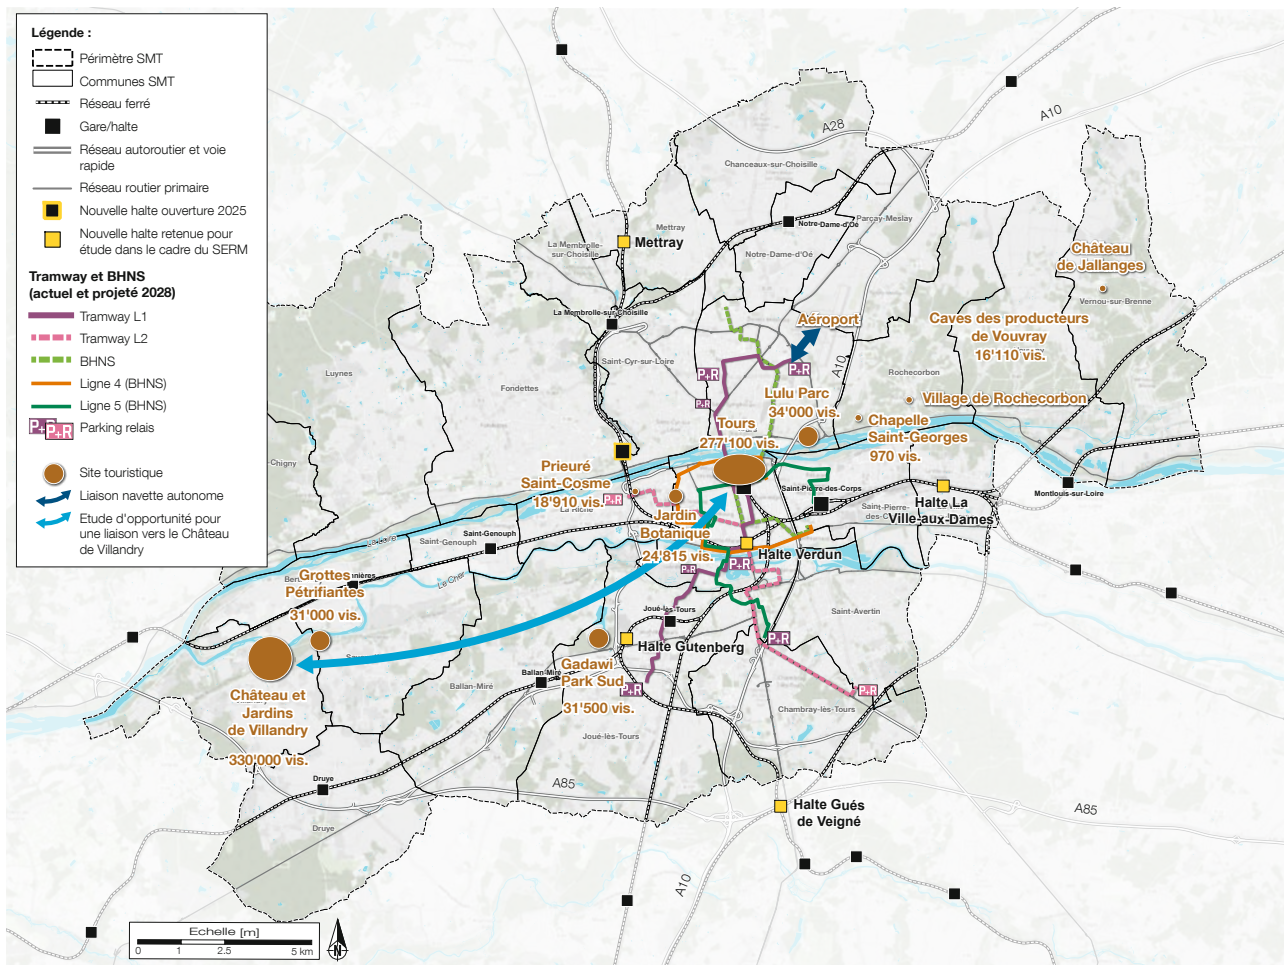 Légende :
Périmètre SMT
Communes SMT
Réseau ferré
Gare/halte
Réseau autoroutier et voie
rapide
Réseau routier primaire
Nouvelle halte ouverture 2025
Nouvelle halte retenue pour
étude dans le cadre du SERM
Tramway et BHNS
(actuel et projeté 2028)
Tramway L1
Tramway L2
BHNS
Ligne 4 (BHNS)
Ligne 5 (BHNS)
P+R
P+R
Parking relais
Site touristique
Liaison navette autonome
Etude d'opportunité pour
une liaison vers le Château
de Villandry
A28
A10
Chanceaux-sur-Choisille
Notre-Dame-d'Oé
Parçay-Meslay
Mettray
Mettray
La Membrolle-
sur-Choisille
Notre-Dame-d'Oé
Château
de Jallanges
Vernou-sur-Brenne
La Membrolle-sur-Choisille
Aéroport
Caves des producteurs
de Vouvray
16'110 vis.
Saint-Cyr-sur-Loire
A10
Luynes
Fondettes
P+R
P+R
P+R
Rochecorbon
Lulu Parc
34'000 vis.
Village de Rochecorbon
Tours
277'100 vis.
Chapelle
Saint-Georges
970 vis.
Prieuré
Saint-Cosme
18'910 vis.
P+R
La Riche
Saint-Pierre-des-Corps
Montlouis-sur-Loire
Halte La
Ville-aux-Dames
Jardin
Botanique
24'815 vis.
Saint-Genouph
Saint-Genouph
La Loire
Le Cher
Halte Verdun
P+R
P+R
Grottes
Pétrifiantes
31'000 vis.
Joué-lès-Tours
Saint-Avertin
P+R
Halte Gutenberg
Gadawi
Park Sud
31'500 vis.
P+R
P+R
Ballan-Miré
Ballan-Miré
Chambray-lès-Tours
Château et
Jardins
de Villandry
330'000 vis.
Joué-lès-Tours
Druye
A85
Halte Gués
de Veigné
A85
Druye
A10
Echelle [m]
0 1 2.5 5 km
N